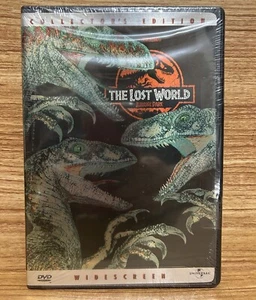 COLLECTOR'S EDITION
THE LOST WORLD
JURASSIC PARK
DVD
WIDESCREEN
UNIVERSAL